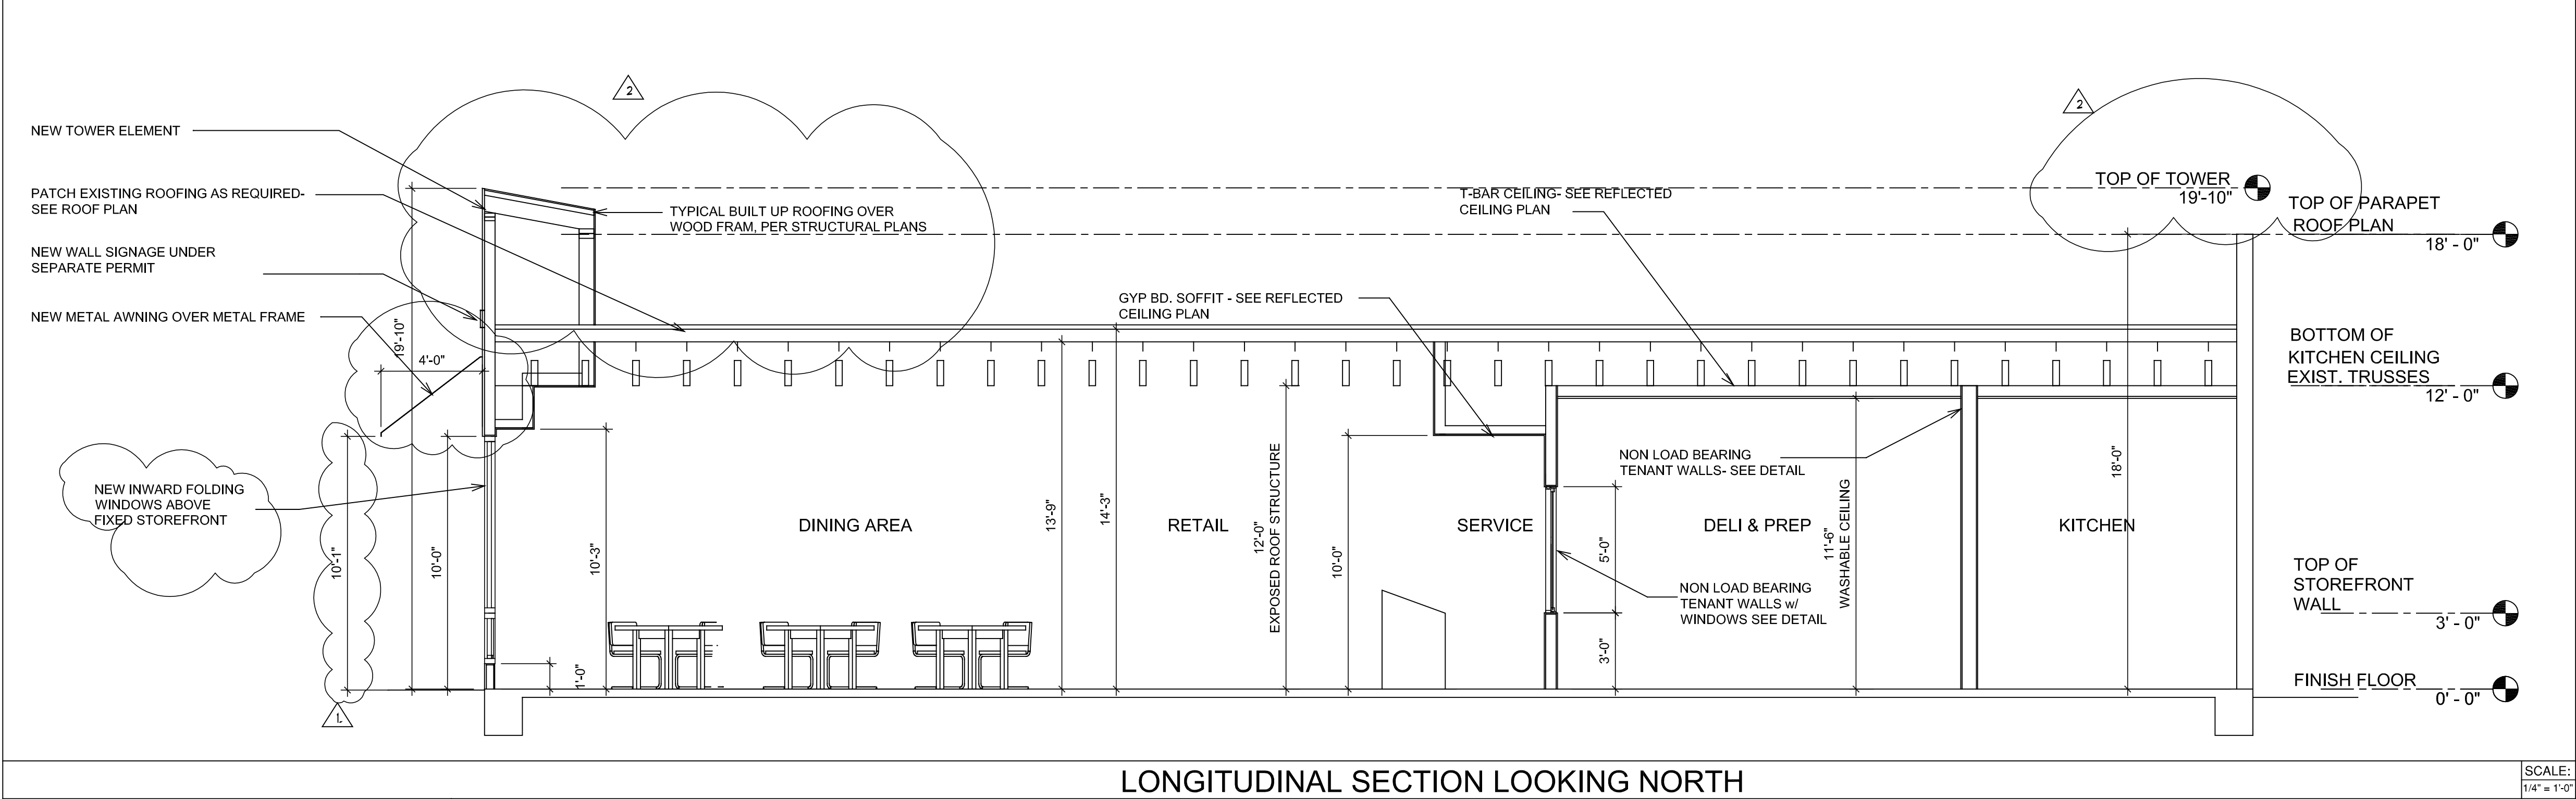 2
2
NEW TOWER ELEMENT
PATCH EXISTING ROOFING AS REQUIRED-
SEE ROOF PLAN
NEW WALL SIGNAGE UNDER
SEPARATE PERMIT
NEW METAL AWNING OVER METAL FRAME
TYPICAL BUILT UP ROOFING OVER
WOOD FRAM, PER STRUCTURAL PLANS
GYP BD. SOFFIT - SEE REFLECTED
CEILING PLAN
T-BAR CEILING- SEE REFLECTED
CEILING PLAN
TOP OF TOWER
19'-10"
TOP OF PARAPET
ROOF PLAN
18' - 0"
BOTTOM OF
KITCHEN CEILING
EXIST. TRUSSES
12' - 0"
19'-10"
4'-0"
NEW INWARD FOLDING
WINDOWS ABOVE
FIXED STOREFRONT
10'-1"
10'-0"
10'-3"
1'-0"
DINING AREA
13'-9"
14'-3"
RETAIL
12'-0"
EXPOSED ROOF STRUCTURE
10'-0"
SERVICE
5'-0"
3'-0"
NON LOAD BEARING
TENANT WALLS- SEE DETAIL
DELI & PREP
NON LOAD BEARING
TENANT WALLS w/
WINDOWS SEE DETAIL
11'-6"
WASHABLE CEILING
KITCHEN
18'-0"
TOP OF
STOREFRONT
WALL
3' - 0"
FINISH FLOOR
0' - 0"
1
LONGITUDINAL SECTION LOOKING NORTH
SCALE:
1/4" = 1'-0"